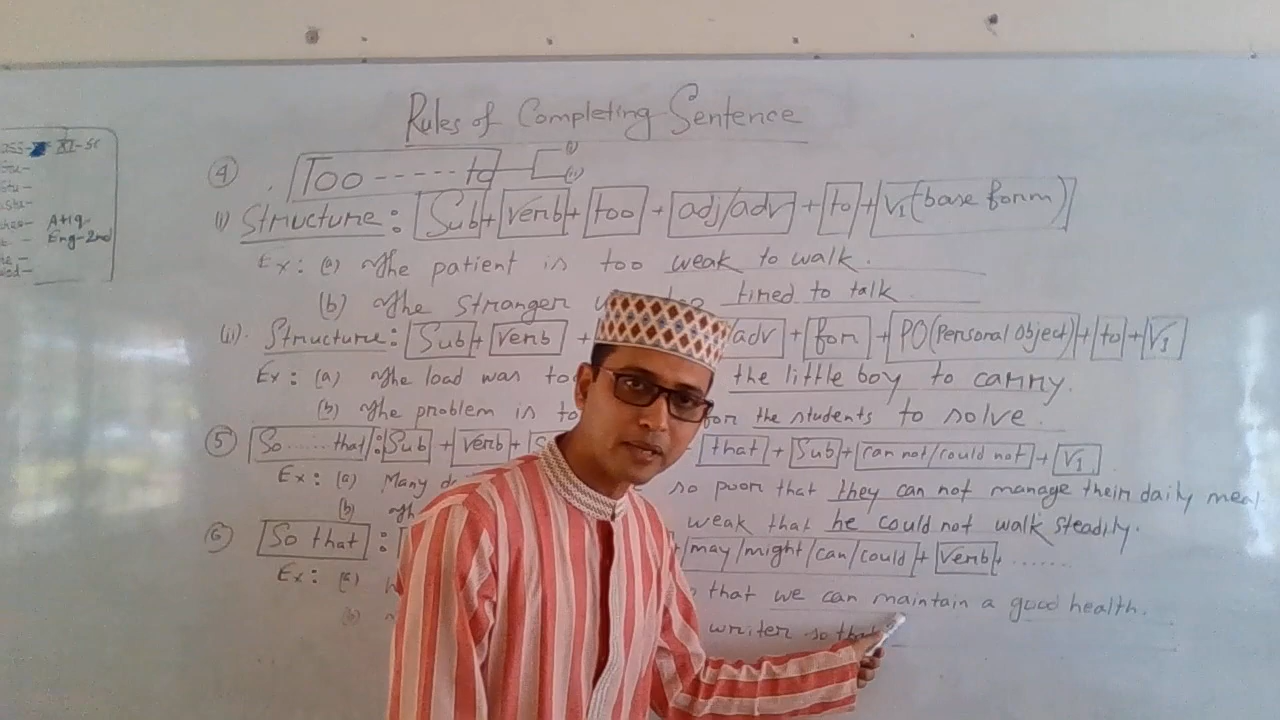 Rules of Completing Sentence
④ Too ----- to (i)
(ii)
(i) Structure: Sub + Verb + too + adj/adv + to + V₁ (base form)
Ex: (a) The patient is too weak to walk.
(b) The stranger too tired to talk
(ii). Structure: Sub + Verb + /adv + for + PO (Personal Object) + to + V₁
Ex: (a) The load was the little boy to carry.
(b) The problem is for the students to solve.
⑤ So ...... that: Sub + Verb + that + Sub + can not/could not + V₁
Ex: (a) Many so poor that they can not manage their daily meal
(b) weak that he could not walk steadily.
⑥ So that: + may/might/can/could + Verb + ......
Ex: (a) that we can maintain a good health.
(b) writer so that
XI-Sc
Atiq
Eng-2nd